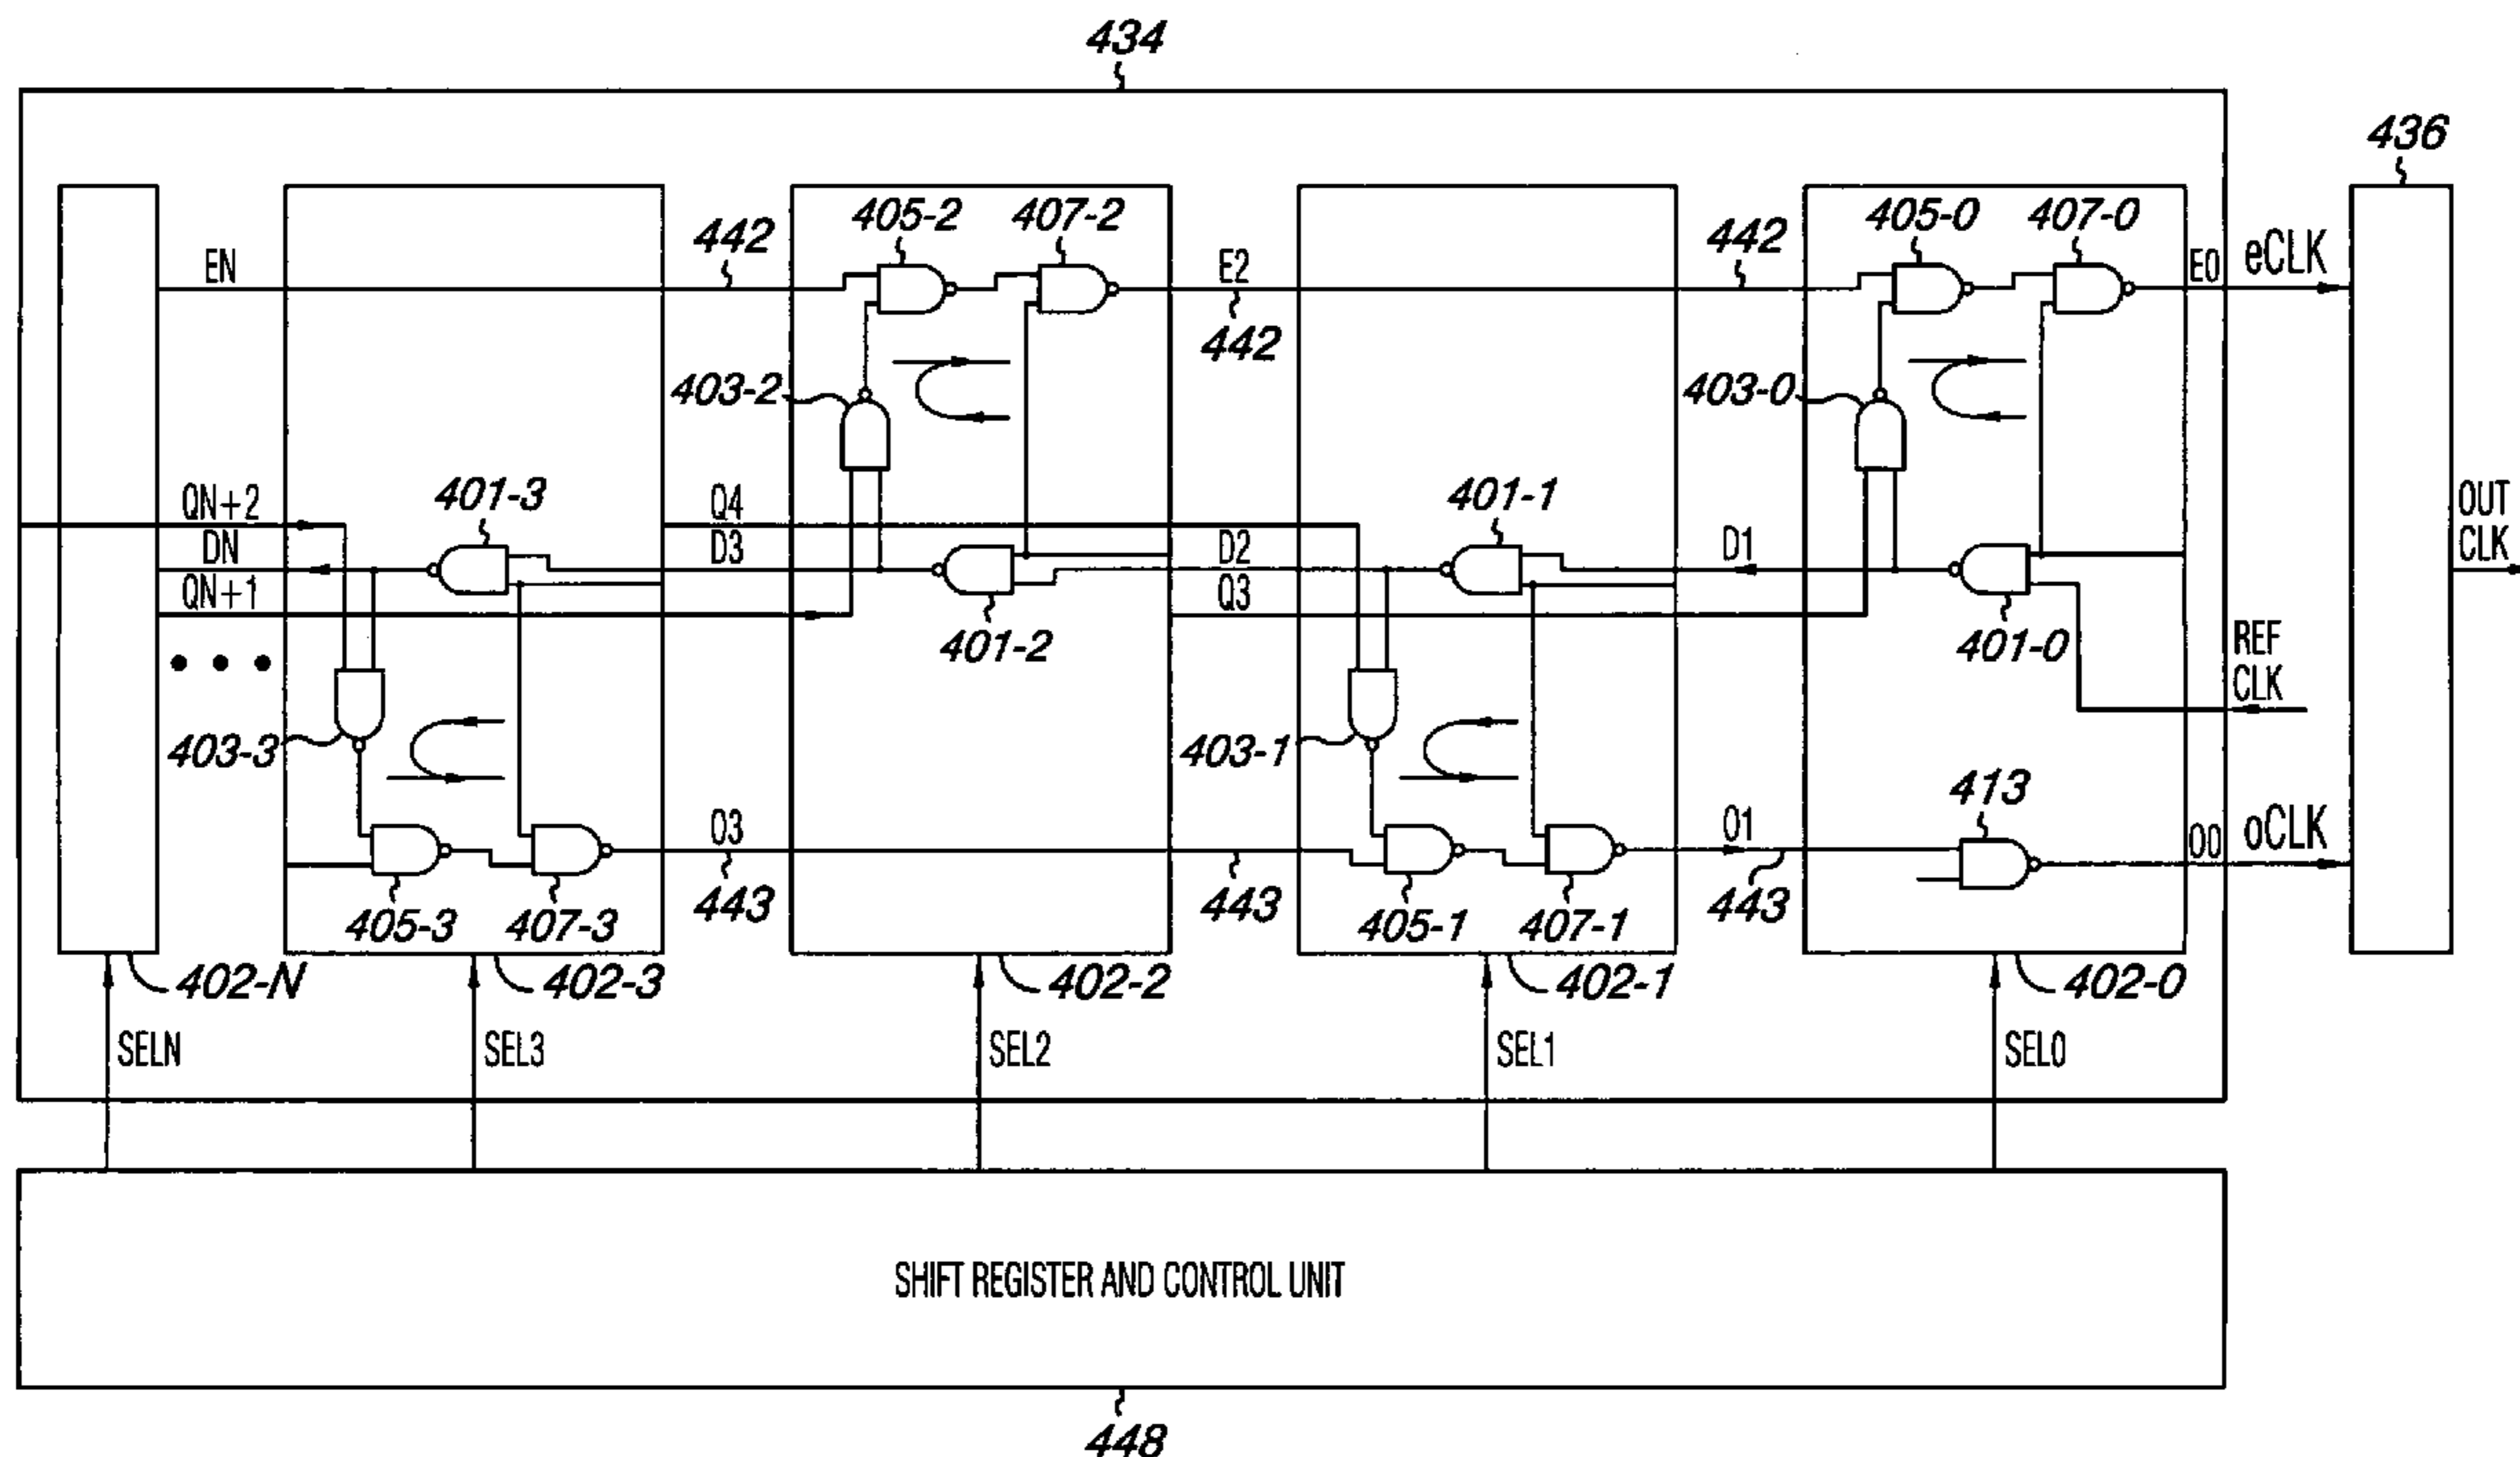 434
436
405-2
407-2
405-0
407-0
EN
442
E2
442
442
E0
eCLK
403-2
403-0
QN+2
401-3
Q4
401-1
OUT
CLK
DN
D3
D2
D1
QN+1
Q3
401-2
401-0
REF
CLK
403-3
403-1
413
O3
O1
O0
oCLK
443
443
443
405-3
407-3
405-1
407-1
402-N
402-3
402-2
402-1
402-0
SELN
SEL3
SEL2
SEL1
SEL0
SHIFT REGISTER AND CONTROL UNIT
448